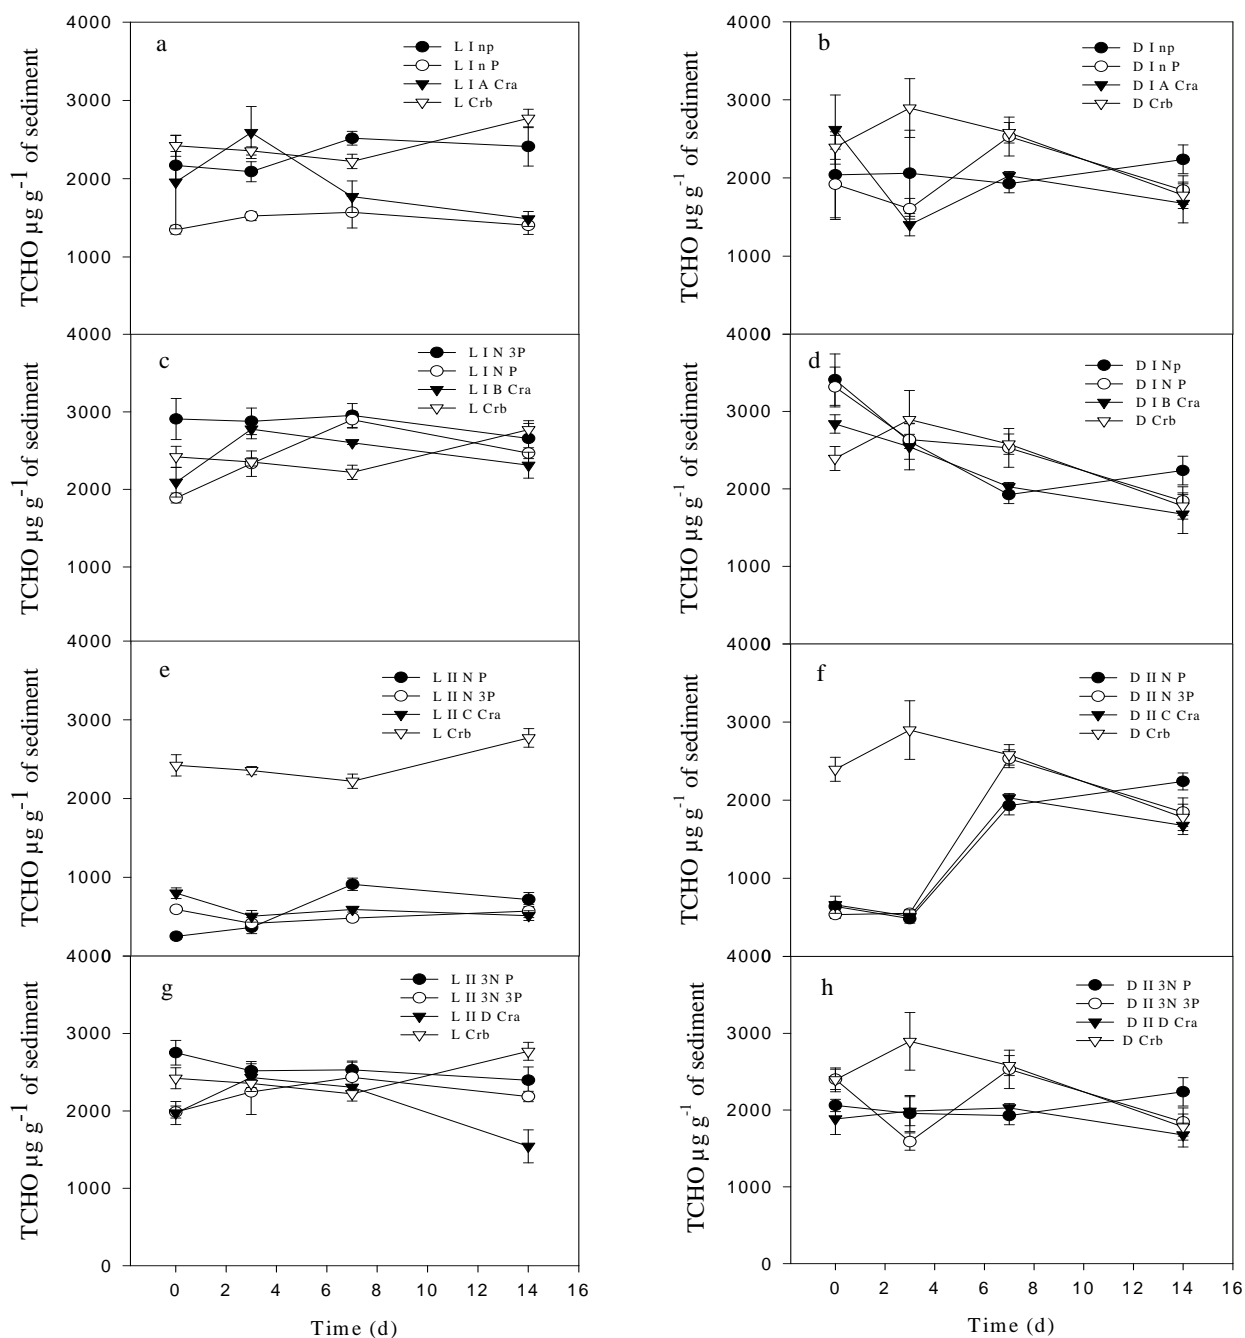 4000
a
L I np
L I n P
L I A Cra
L Crb
3000
2000
1000
TCHO µg g-1 of sediment
4000
b
D I np
D I n P
D I A Cra
D Crb
3000
2000
1000
TCHO µg g-1 of sediment
4000
c
L I N 3P
L I N P
L I B Cra
L Crb
3000
2000
1000
TCHO µg g-1 of sediment
40000
d
D I Np
D I N P
D I B Cra
D Crb
3000
2000
1000
TCHO µg g-1 of sediment
4000
e
L II N P
L II N 3P
L II C Cra
L Crb
3000
2000
1000
TCHO µg g-1 of sediment
40000
f
D II N P
D II N 3P
D II C Cra
D Crb
3000
2000
1000
TCHO µg g-1 of sediment
40000
g
L II 3N P
L II 3N 3P
L II D Cra
L Crb
3000
2000
1000
0
TCHO µg g-1 of sediment
0 2 4 6 8 10 12 14 16
Time (d)
40000
h
D II 3N P
D II 3N 3P
D II D Cra
D Crb
3000
2000
1000
0
TCHO µg g-1 of sediment
0 2 4 6 8 10 12 14 16
Time (d)